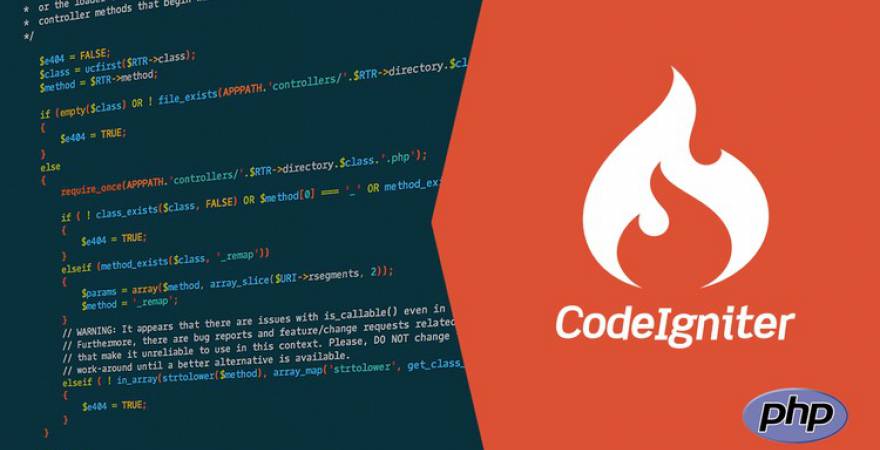 * or the loade
* controller methods that begin
*/
$e404 = FALSE;
$class = ucfirst($RTR->class);
$method = $RTR->method;
if (empty($class) OR ! file_exists(APPPATH.'controllers/'.$RTR->directory.$cl
{
$e404 = TRUE;
}
else
{
require_once(APPPATH.'controllers/'.$RTR->directory.$class.'.php');
if ( ! class_exists($class, FALSE) OR $method[0] === '_' OR method_exi
{
$e404 = TRUE;
}
elseif (method_exists($class, '_remap'))
{
$params = array($method, array_slice($URI->rsegments, 2));
$method = '_remap';
}
// WARNING: It appears that there are issues with is_callable() even in
// Furthermore, there are bug reports and feature/change requests related
// that make it unreliable to use in this context. Please, DO NOT change
// work-around until a better alternative is available.
elseif ( ! in_array(strtolower($method), array_map('strtolower', get_class_
{
$e404 = TRUE;
}
}
CodeIgniter
php